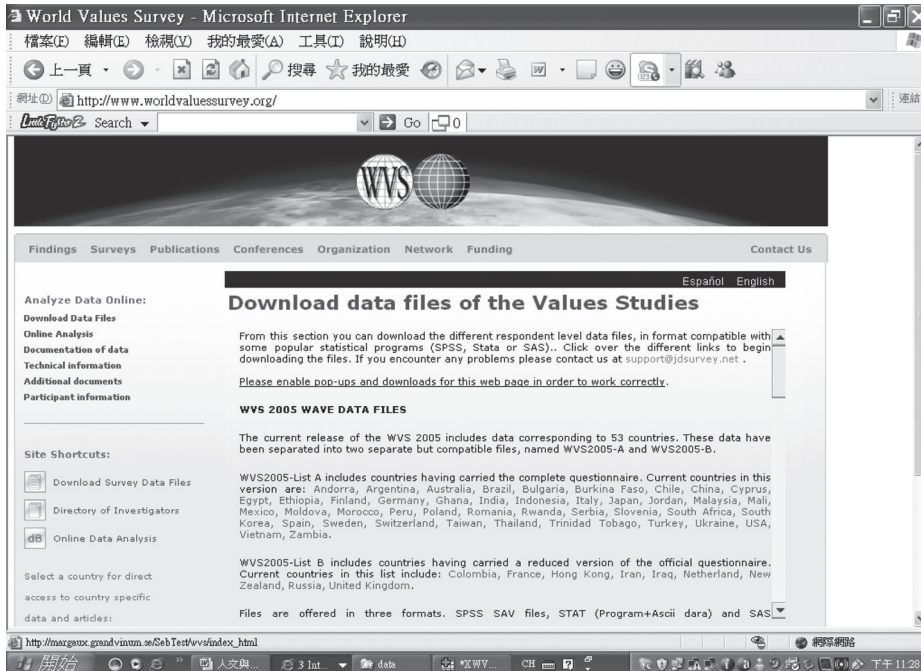 World Values Survey - Microsoft Internet Explorer
檔案(F) 編輯(E) 檢視(V) 我的最愛(A) 工具(T) 說明(H)
上一頁 搜尋 我的最愛
網址(D) http://www.worldvaluessurvey.org/ 連結
Search Go 0
WVS
Findings Surveys Publications Conferences Organization Network Funding Contact Us
Español English
Analyze Data Online:
Download Data Files
Online Analysis
Documentation of data
Technical information
Additional documents
Participant information
Site Shortcuts:
Download Survey Data Files
Directory of Investigators
dB Online Data Analysis
Select a country for direct
access to country specific
data and articles:
Download data files of the Values Studies
From this section you can download the different respondent level data files, in format compatible with
some popular statistical programs (SPSS, Stata or SAS).. Click over the different links to begin
downloading the files. If you encounter any problems please contact us at support@jdsurvey.net .
Please enable pop-ups and downloads for this web page in order to work correctly.
WVS 2005 WAVE DATA FILES
The current release of the WVS 2005 includes data corresponding to 53 countries. These data have
been separated into two separate but compatible files, named WVS2005-A and WVS2005-B.
WVS2005-List A includes countries having carried the complete questionnaire. Current countries in this
version are: Andorra, Argentina, Australia, Brazil, Bulgaria, Burkina Faso, Chile, China, Cyprus,
Egypt, Ethiopia, Finland, Germany, Ghana, India, Indonesia, Italy, Japan, Jordan, Malaysia, Mali,
Mexico, Moldova, Morocco, Peru, Poland, Romania, Rwanda, Serbia, Slovenia, South Africa, South
Korea, Spain, Sweden, Switzerland, Taiwan, Thailand, Trinidad Tobago, Turkey, Ukraine, USA,
Vietnam, Zambia.
WVS2005-List B includes countries having carried a reduced version of the official questionnaire.
Current countries in this list include: Colombia, France, Hong Kong, Iran, Iraq, Netherland, New
Zealand, Russia, United Kingdom.
Files are offered in three formats. SPSS SAV files, STAT (Program+Ascii dara) and SAS
http://margaux.grandvinum.se/SebTest/wvs/index_html 網際網路
開始 人文與... 3 Int... data *XWV... CH 下午 11:28